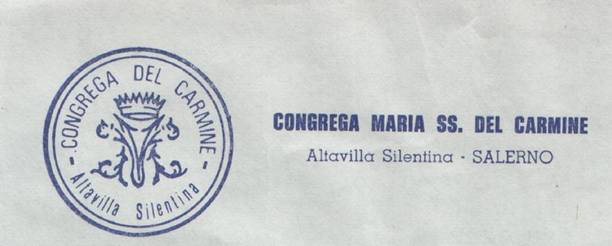 - CONGREGA DEL CARMINE -
Altavilla Silentina
CONGREGA MARIA SS. DEL CARMINE
Altavilla Silentina - SALERNO